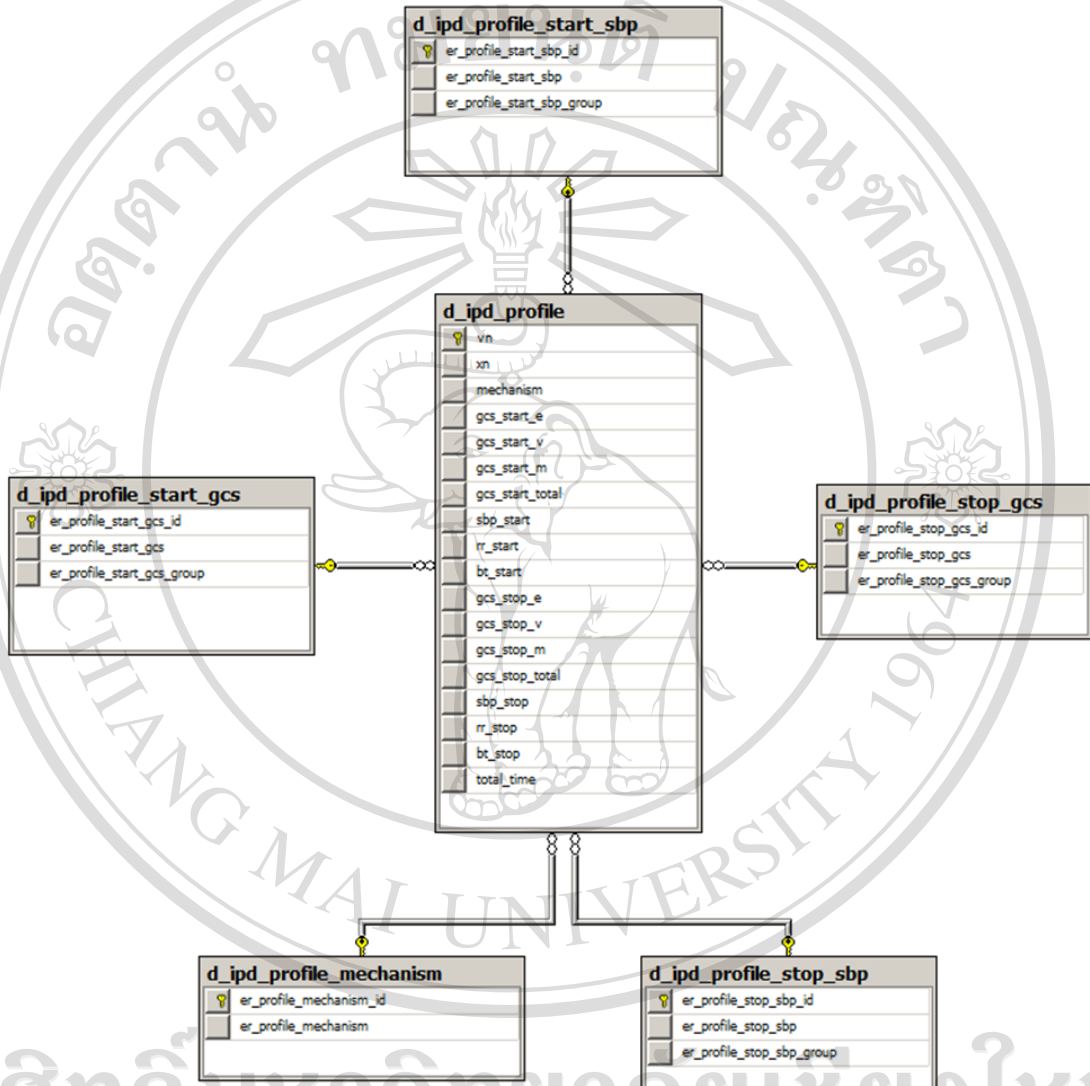 d_ipd_profile_start_sbp
er_profile_start_sbp_id
er_profile_start_sbp
er_profile_start_sbp_group
d_ipd_profile
vn
xn
mechanism
gcs_start_e
gcs_start_v
gcs_start_m
gcs_start_total
sbp_start
rr_start
bt_start
gcs_stop_e
gcs_stop_v
gcs_stop_m
gcs_stop_total
sbp_stop
rr_stop
bt_stop
total_time
d_ipd_profile_start_gcs
er_profile_start_gcs_id
er_profile_start_gcs
er_profile_start_gcs_group
d_ipd_profile_stop_gcs
er_profile_stop_gcs_id
er_profile_stop_gcs
er_profile_stop_gcs_group
d_ipd_profile_mechanism
er_profile_mechanism_id
er_profile_mechanism
d_ipd_profile_stop_sbp
er_profile_stop_sbp_id
er_profile_stop_sbp
er_profile_stop_sbp_group
CHIANG MAI UNIVERSITY 1964